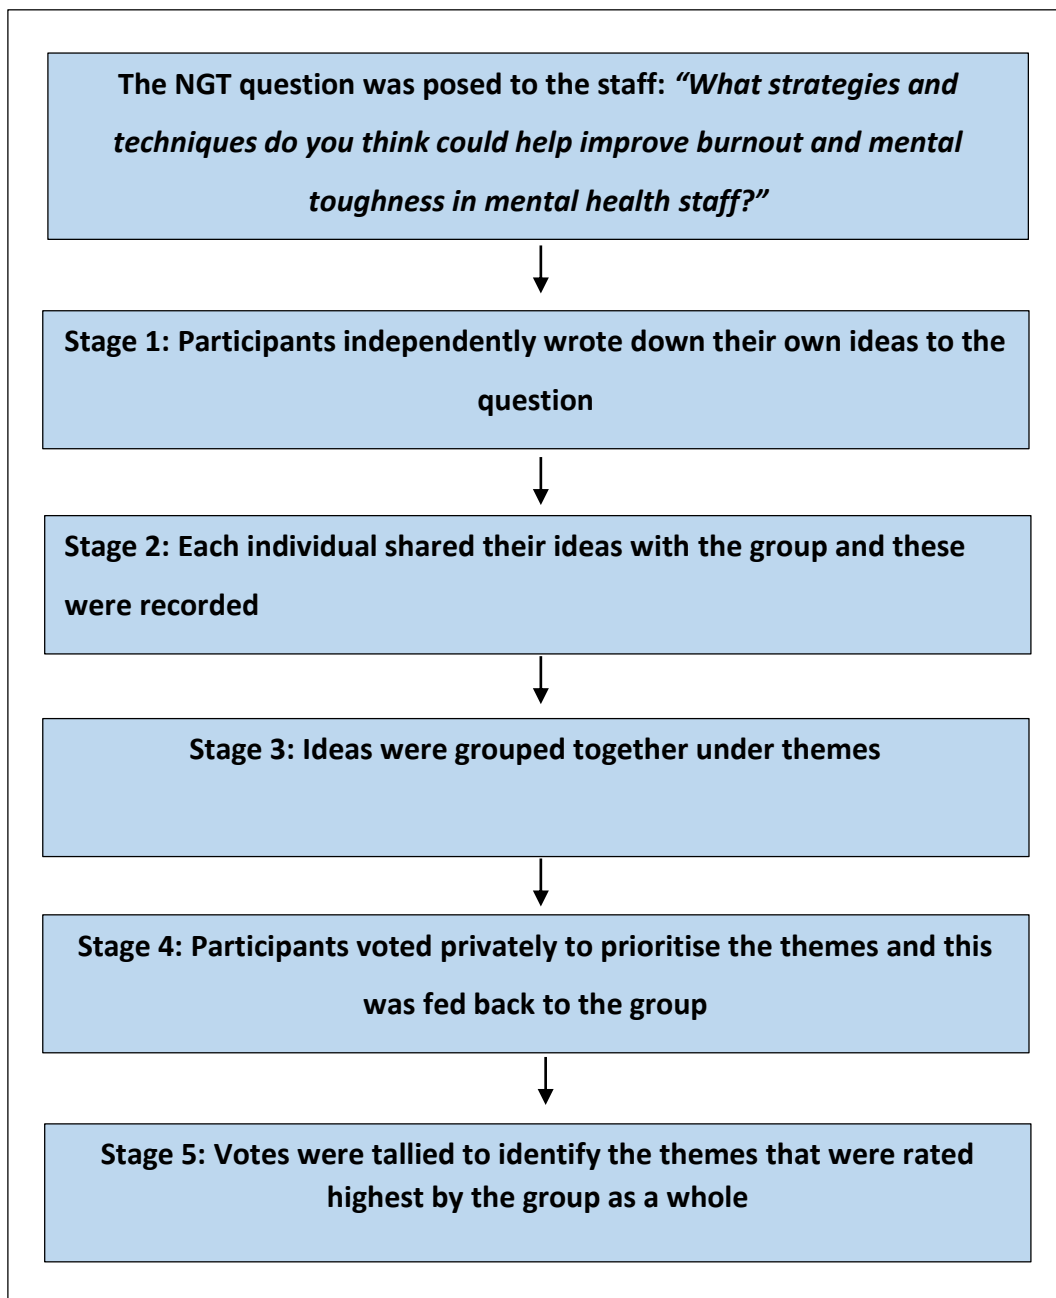 The NGT question was posed to the staff: “What strategies and
techniques do you think could help improve burnout and mental
toughness in mental health staff?”
Stage 1: Participants independently wrote down their own ideas to the
question
Stage 2: Each individual shared their ideas with the group and these
were recorded
Stage 3: Ideas were grouped together under themes
Stage 4: Participants voted privately to prioritise the themes and this
was fed back to the group
Stage 5: Votes were tallied to identify the themes that were rated
highest by the group as a whole